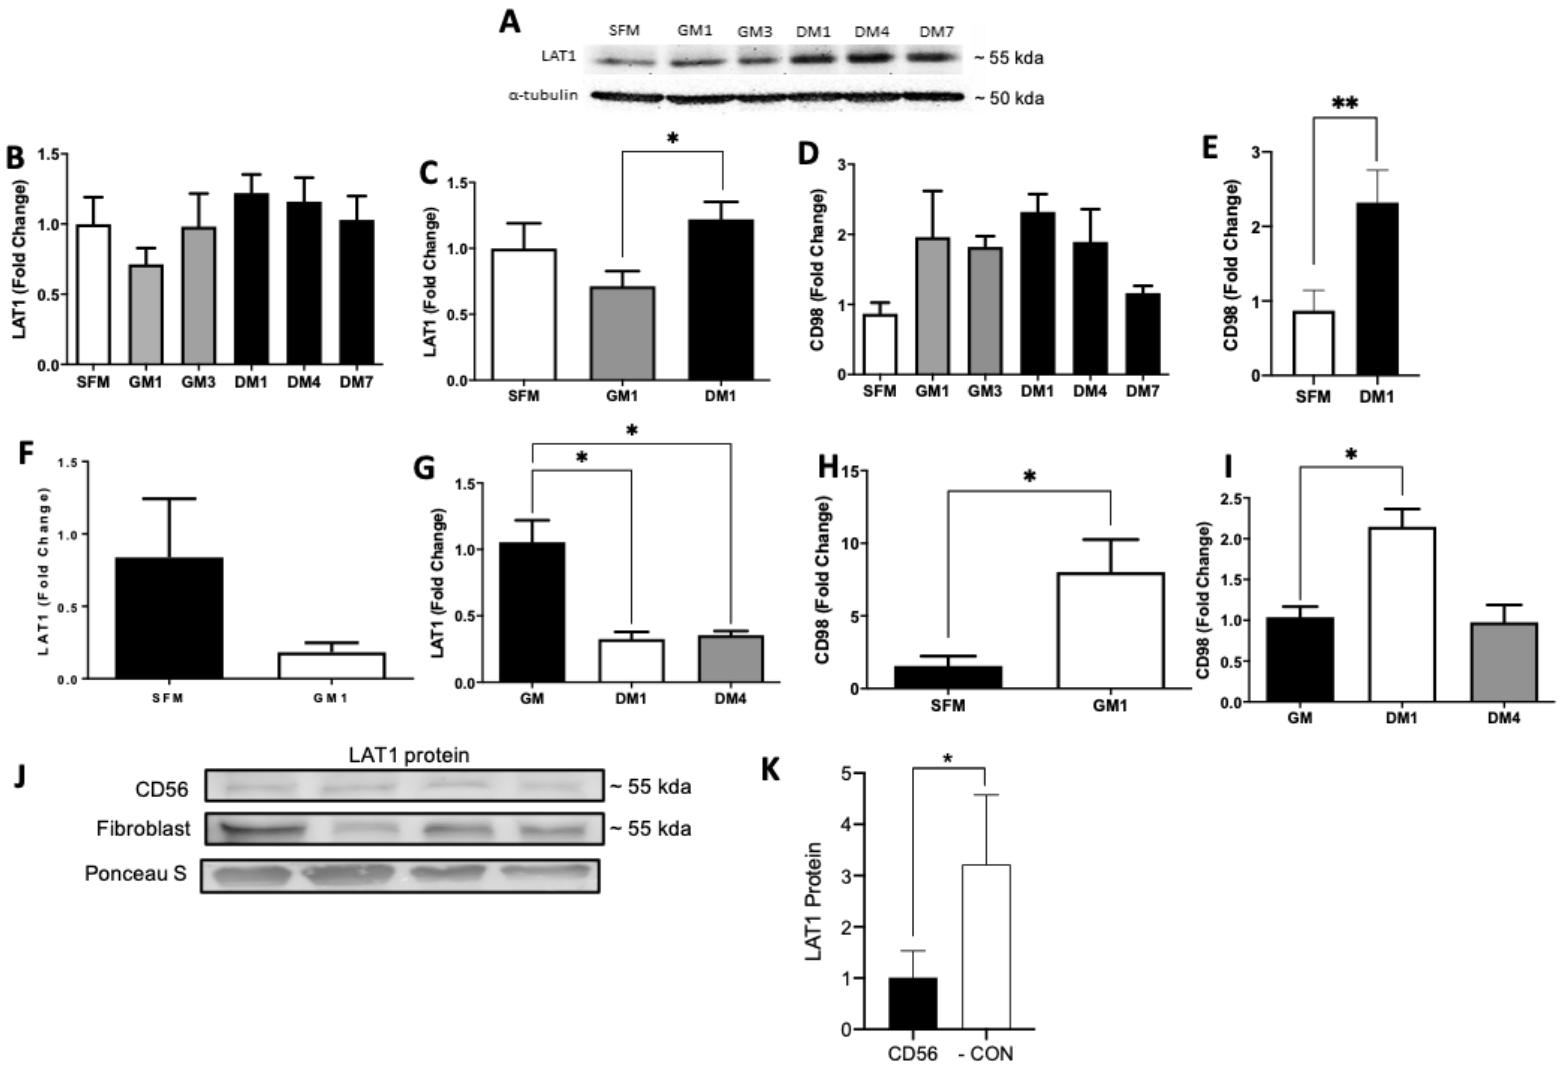 A
SFM GM1 GM3 DM1 DM4 DM7
LAT1 ~ 55 kda
α-tubulin ~ 50 kda
B
LAT1 (Fold Change)
1.5
1.0
0.5
0.0
SFM GM1 GM3 DM1 DM4 DM7
C
*
LAT1 (Fold Change)
1.5
1.0
0.5
0.0
SFM GM1 DM1
D
CD98 (Fold Change)
3
2
1
0
SFM GM1 GM3 DM1 DM4 DM7
E
**
CD98 (Fold Change)
3
2
1
0
SFM DM1
F
LAT1 (Fold Change)
1.5
1.0
0.5
0.0
SFM GM1
G
*
*
LAT1 (Fold Change)
1.5
1.0
0.5
0.0
GM DM1 DM4
H
*
CD98 (Fold Change)
15
10
5
0
SFM GM1
I
*
CD98 (Fold Change)
2.5
2.0
1.5
1.0
0.5
0.0
GM DM1 DM4
J
LAT1 protein
CD56 ~ 55 kda
Fibroblast ~ 55 kda
Ponceau S
K
*
LAT1 Protein
5
4
3
2
1
0
CD56 - CON